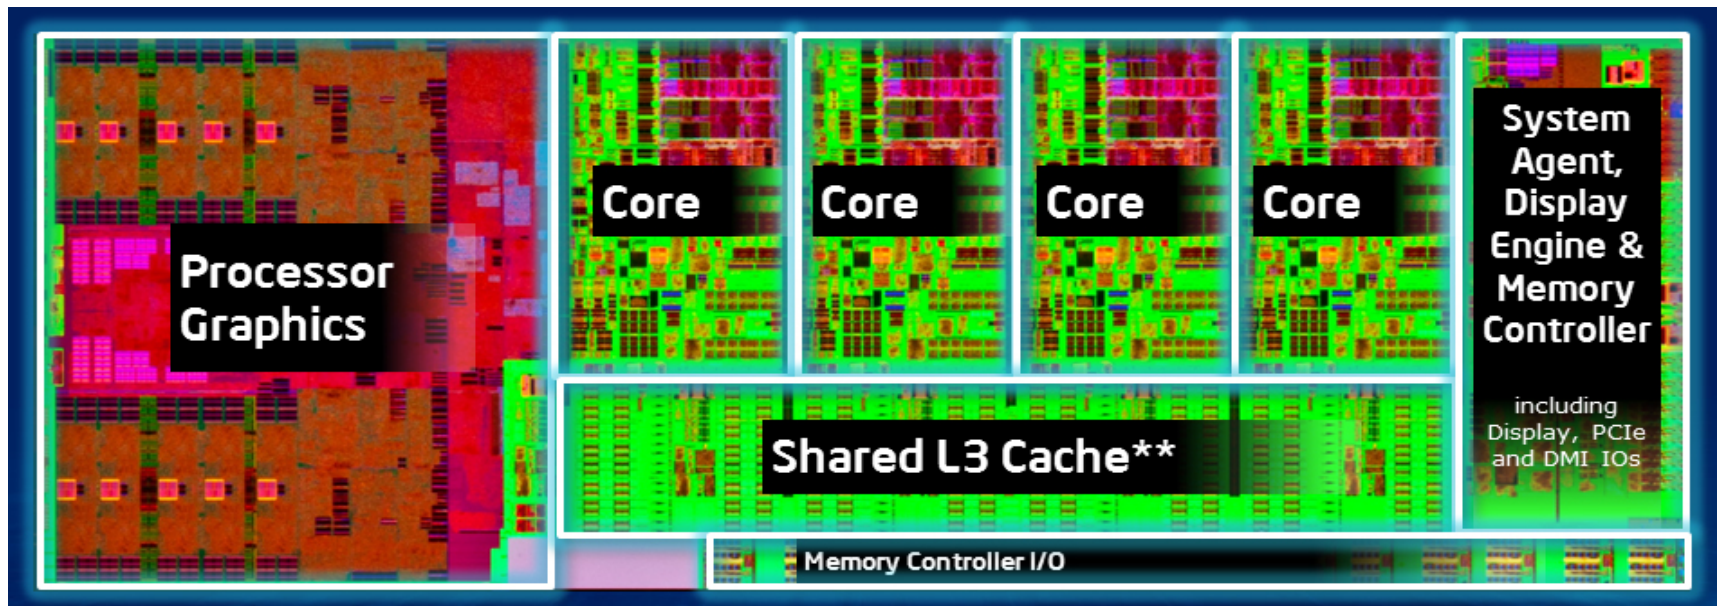 Processor
Graphics
Core
Core
Core
Core
System
Agent,
Display
Engine &
Memory
Controller
including
Display, PCIe
and DMI IOs
Shared L3 Cache**
Memory Controller I/O